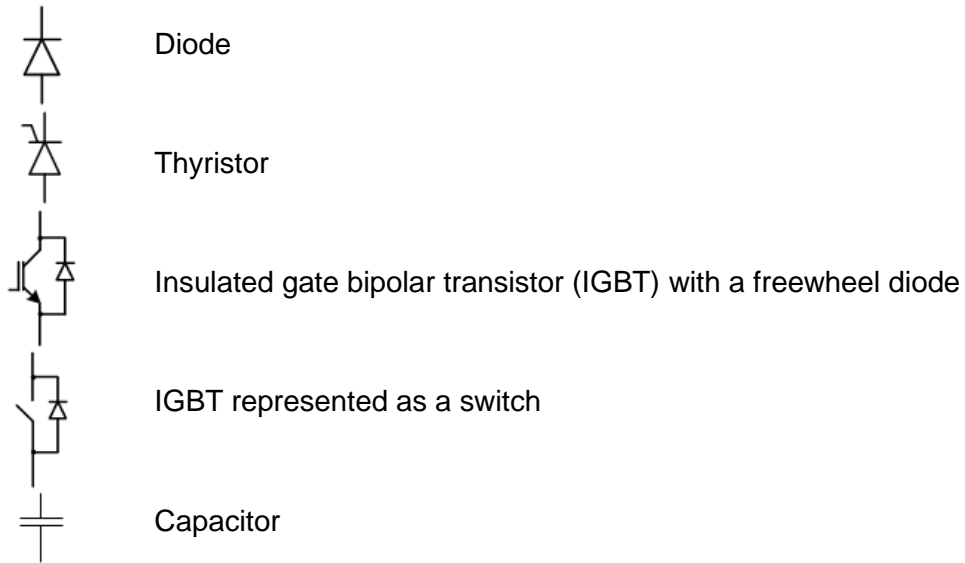 Diode
Thyristor
Insulated gate bipolar transistor (IGBT) with a freewheel diode
IGBT represented as a switch
Capacitor